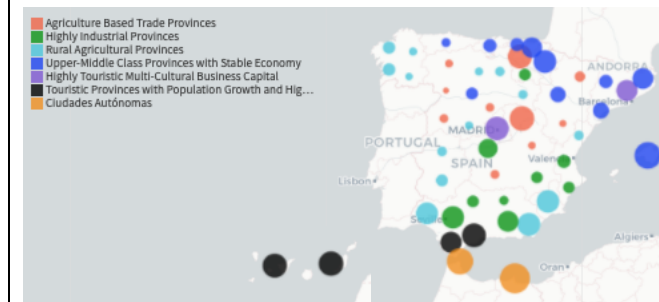 Agriculture Based Trade Provinces
Highly Industrial Provinces
Rural Agricultural Provinces
Upper-Middle Class Provinces with Stable Economy
Highly Touristic Multi-Cultural Business Capital
Touristic Provinces with Population Growth and Hig...
Ciudades Autónomas
ANDORRA
Barcelona
MADRID
PORTUGAL
SPAIN
Valen
Lisbon
Seville
Algiers
Oran